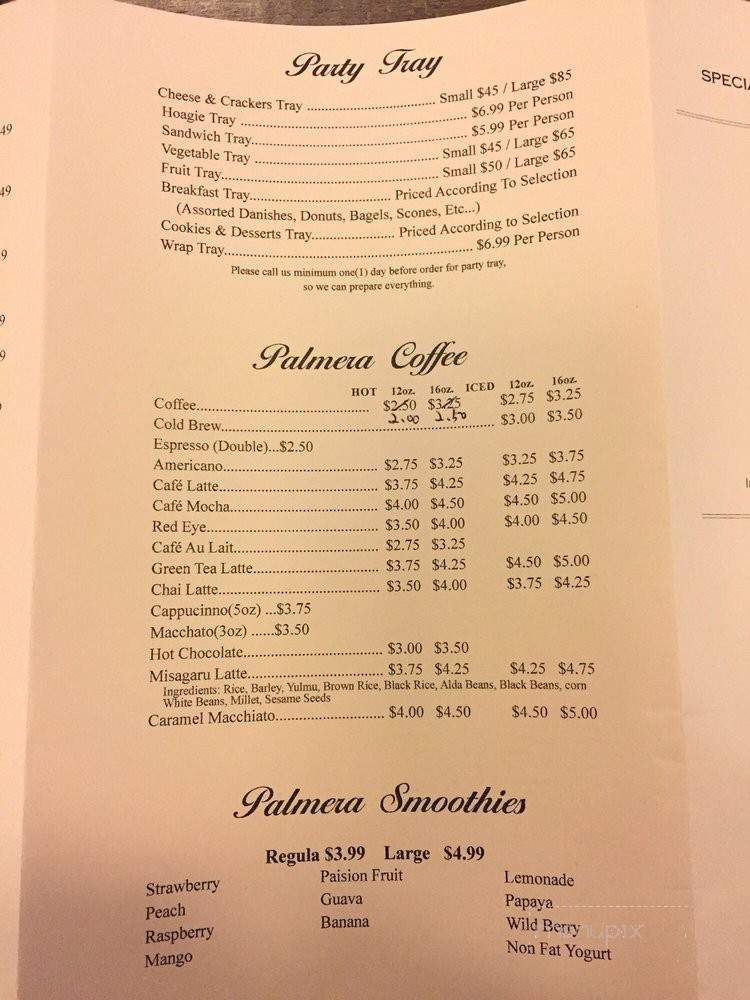 Party Tray
Cheese & Crackers Tray ................................ Small $45 / Large $85
Hoagie Tray ......................................................... $6.99 Per Person
Sandwich Tray...................................................... $5.99 Per Person
Vegetable Tray .............................................. Small $45 / Large $65
Fruit Tray...................................................... Small $50 / Large $65
Breakfast Tray................................... Priced According To Selection
(Assorted Danishes, Donuts, Bagels, Scones, Etc...)
Cookies & Desserts Tray..................... Priced According to Selection
Wrap Tray.............................................................. $6.99 Per Person
Please call us minimum one(1) day before order for party tray,
so we can prepare everything.
Palmera Coffee
HOT 12oz. 16oz. ICED 12oz. 16oz.
Coffee........................................... $2.50 $3.25 $2.75 $3.25
2.00 2.50
Cold Brew.................................................................... $3.00 $3.50
Espresso (Double)...$2.50
Americano....................................... $2.75 $3.25 $3.25 $3.75
Café Latte........................................ $3.75 $4.25 $4.25 $4.75
Café Mocha..................................... $4.00 $4.50 $4.50 $5.00
Red Eye........................................... $3.50 $4.00 $4.00 $4.50
Café Au Lait.................................... $2.75 $3.25
Green Tea Latte............................... $3.75 $4.25 $4.50 $5.00
Chai Latte........................................ $3.50 $4.00 $3.75 $4.25
Cappucinno(5oz) ...$3.75
Macchato(3oz) ......$3.50
Hot Chocolate.................................. $3.00 $3.50
Misagaru Latte................................. $3.75 $4.25 $4.25 $4.75
Ingredients: Rice, Barley, Yulmu, Brown Rice, Black Rice, Alda Beans, Black Beans, corn
White Beans, Millet, Sesame Seeds
Caramel Macchiato........................... $4.00 $4.50 $4.50 $5.00
Palmera Smoothies
Regula $3.99 Large $4.99
Strawberry
Peach
Raspberry
Mango
Paision Fruit
Guava
Banana
Lemonade
Papaya
Wild Berry
Non Fat Yogurt
menupix
49
49
9
9
9
SPECIA